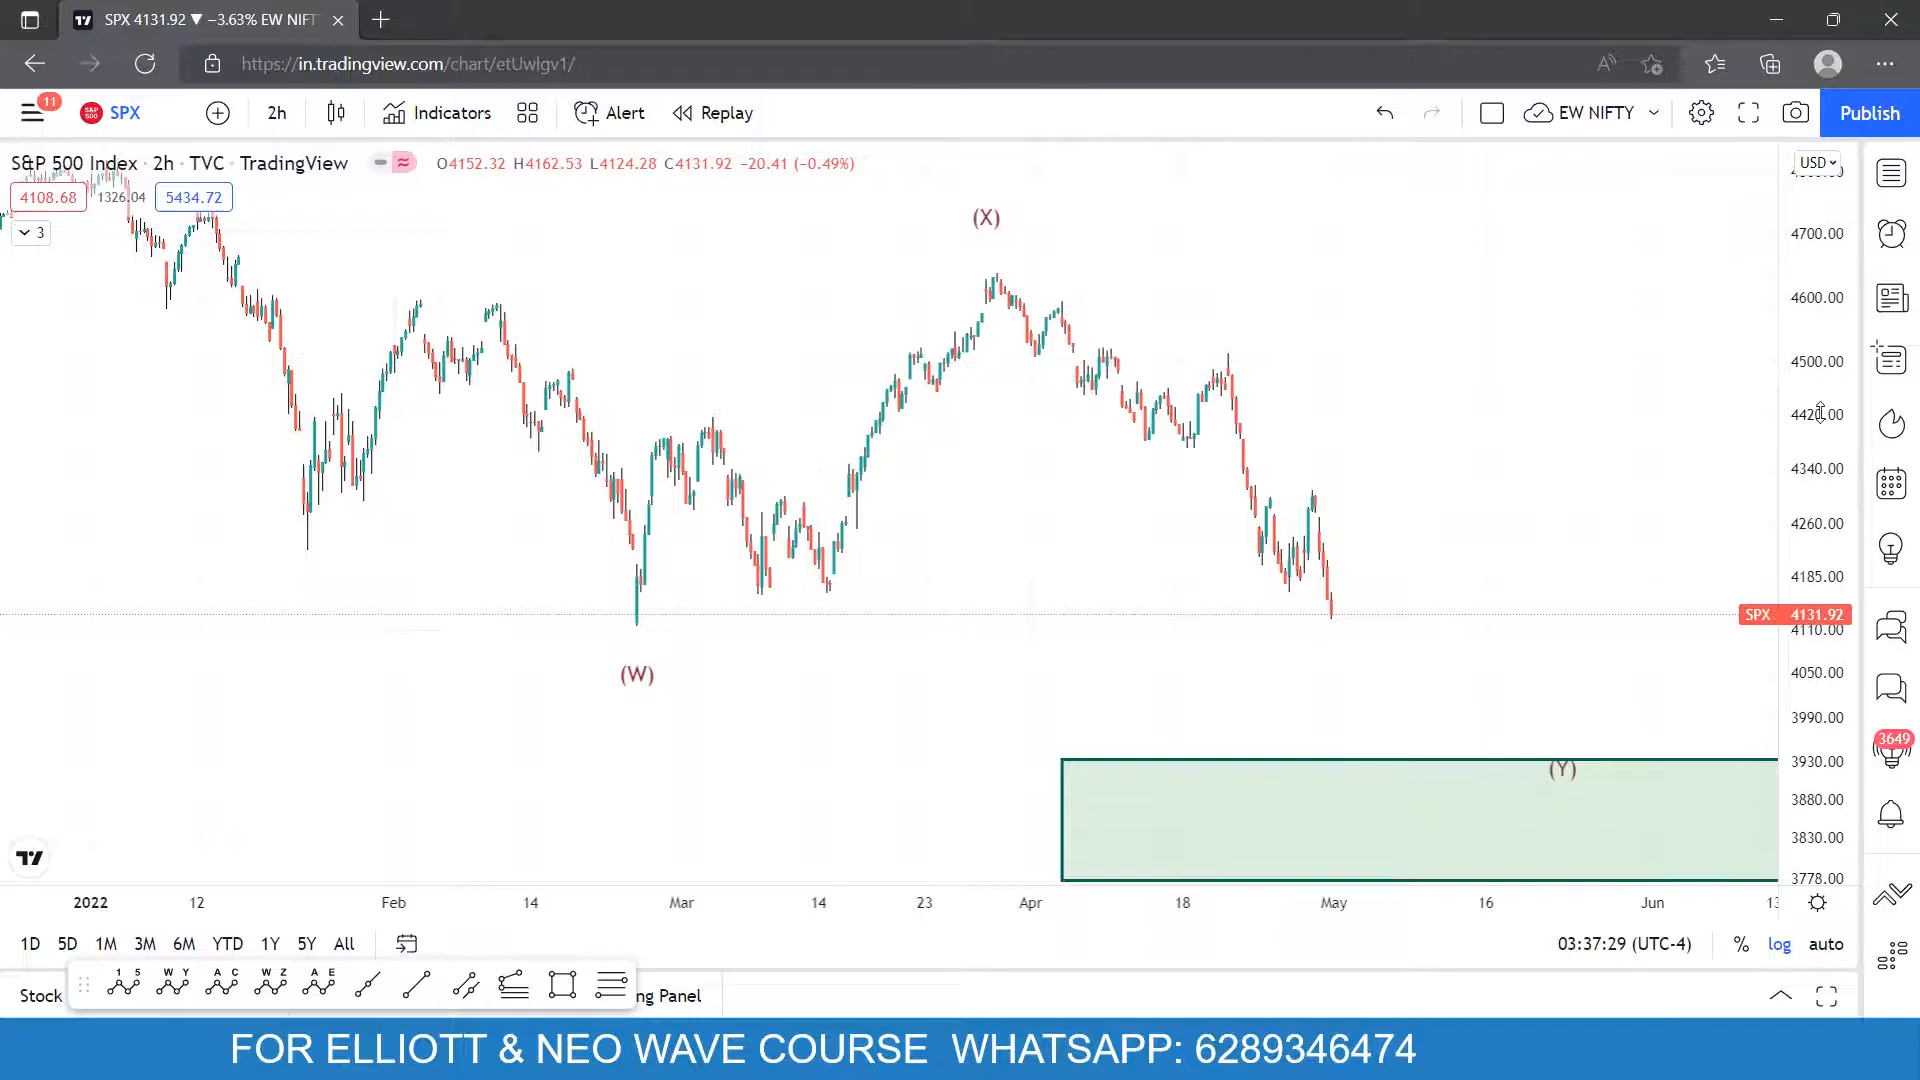 SPX 4131.92 ▼ −3.63% EW NIFT
https://in.tradingview.com/chart/etUwlgv1/
11
SPX
2h
Indicators
Alert
Replay
EW NIFTY
Publish
S&P 500 Index · 2h · TVC · TradingView
O4152.32 H4162.53 L4124.28 C4131.92 −20.41 (−0.49%)
USD
4108.68
1326.04
5434.72
3
(X)
4700.00
4600.00
4500.00
4420.00
4340.00
4260.00
4185.00
SPX 4131.92
4110.00
(W)
4050.00
3990.00
3649
3930.00
(Y)
3880.00
3830.00
3778.00
2022
12
Feb
14
Mar
14
23
Apr
18
May
16
Jun
13
1D 5D 1M 3M 6M YTD 1Y 5Y All
03:37:29 (UTC-4)
%
log
auto
1 5
W Y
A C
W Z
A E
Stock
ng Panel
FOR ELLIOTT & NEO WAVE COURSE WHATSAPP: 6289346474